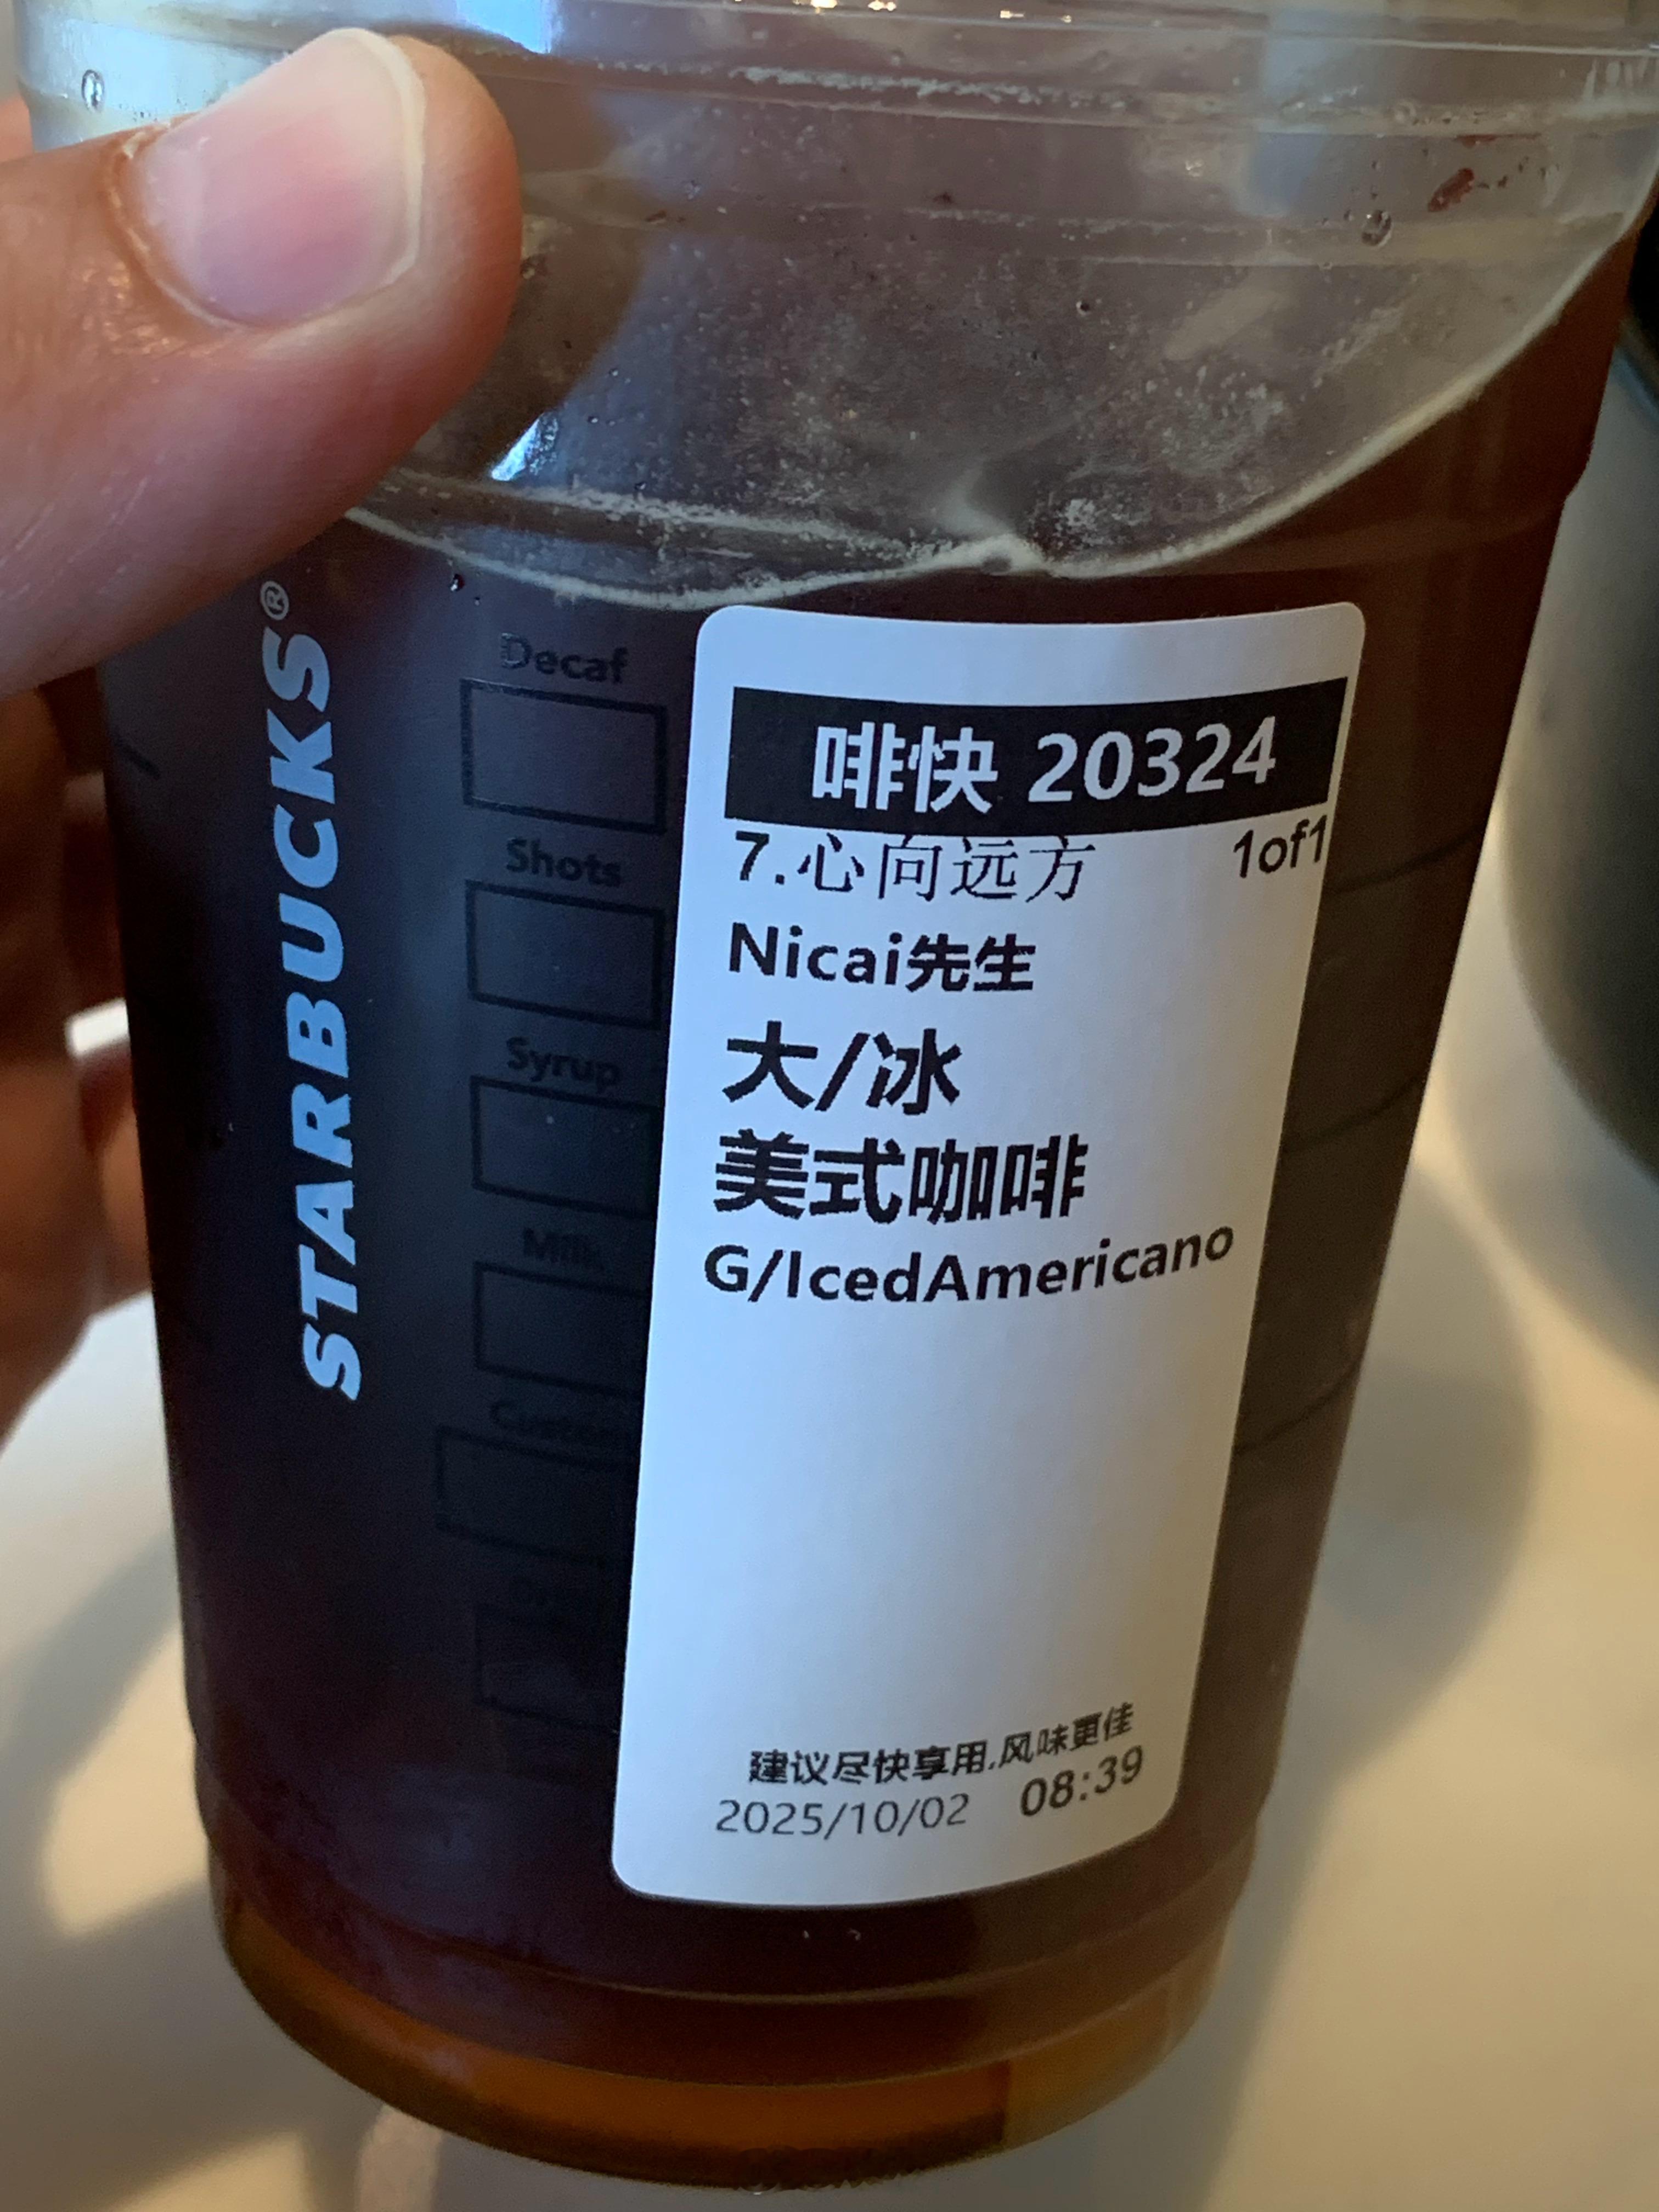 STARBUCKS®
Decaf
Shots
Syrup
Milk
Custom
啡快 20324
7.心向远方 1of1
Nicai先生
大/冰
美式咖啡
G/IcedAmericano
建议尽快享用,风味更佳
2025/10/02 08:39